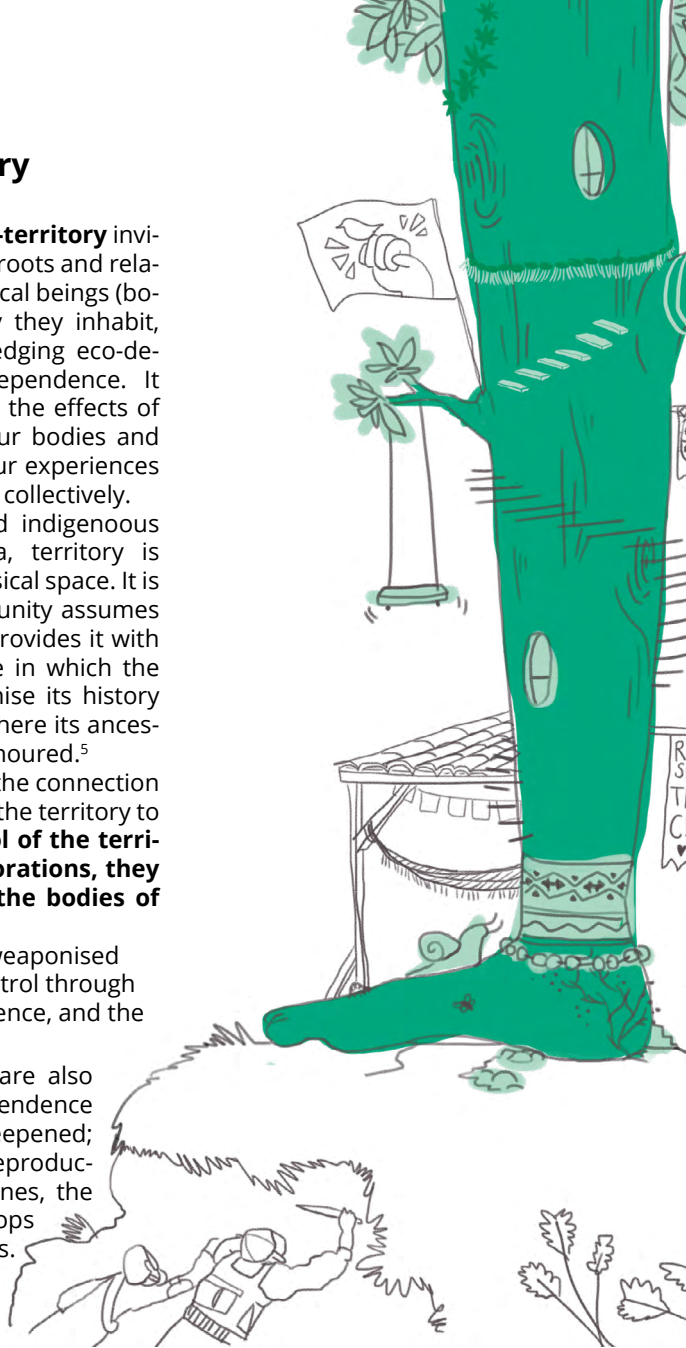 ry
-territory invi-
roots and rela-
cal beings (bo-
they inhabit,
edging eco-de-
ependence. It
the effects of
ur bodies and
ur experiences
collectively.
d indigenoous
a, territory is
sical space. It is
unity assumes
rovides it with
e in which the
nise its history
here its ances-
noured.5
the connection
the territory to
ol of the terri-
orations, they
the bodies of
weaponised
ntrol through
ence, and the
are also
endence
eepened;
eproduc-
nes, the
ops
s.
R
S
T
C